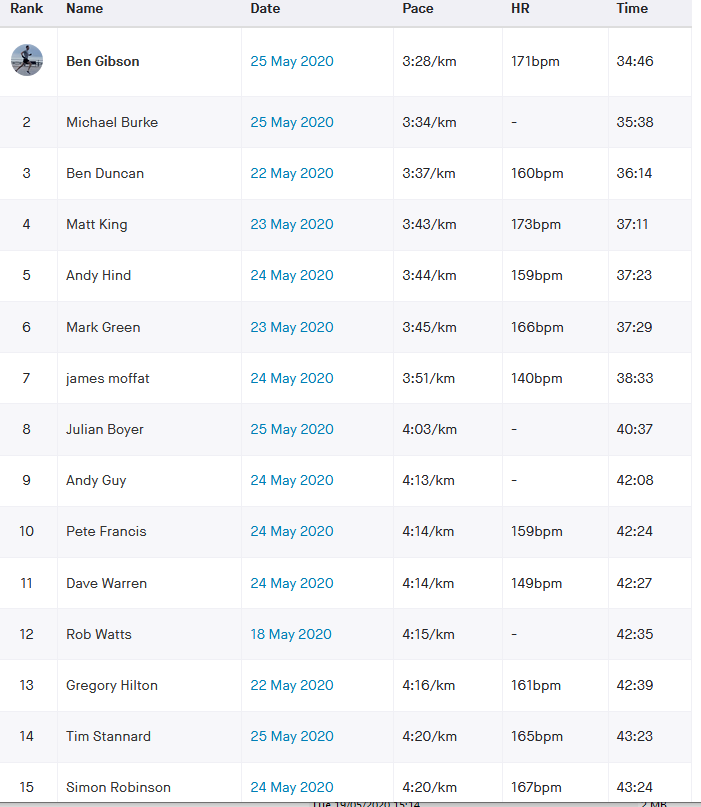 Rank Name Date Pace HR Time
Ben Gibson 25 May 2020 3:28/km 171bpm 34:46
2 Michael Burke 25 May 2020 3:34/km - 35:38
3 Ben Duncan 22 May 2020 3:37/km 160bpm 36:14
4 Matt King 23 May 2020 3:43/km 173bpm 37:11
5 Andy Hind 24 May 2020 3:44/km 159bpm 37:23
6 Mark Green 23 May 2020 3:45/km 166bpm 37:29
7 james moffat 24 May 2020 3:51/km 140bpm 38:33
8 Julian Boyer 25 May 2020 4:03/km - 40:37
9 Andy Guy 24 May 2020 4:13/km - 42:08
10 Pete Francis 24 May 2020 4:14/km 159bpm 42:24
11 Dave Warren 24 May 2020 4:14/km 149bpm 42:27
12 Rob Watts 18 May 2020 4:15/km - 42:35
13 Gregory Hilton 22 May 2020 4:16/km 161bpm 42:39
14 Tim Stannard 25 May 2020 4:20/km 165bpm 43:23
15 Simon Robinson 24 May 2020 4:20/km 167bpm 43:24
Tue 19/05/2020 15:14 2 MB